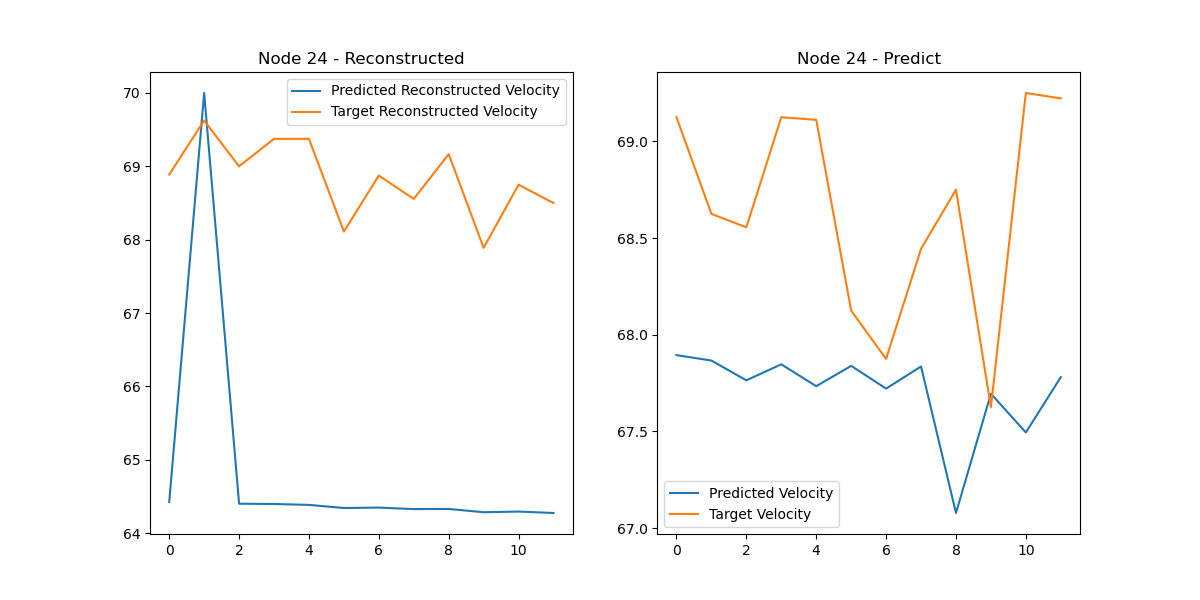 Node 24 - Reconstructed
Predicted Reconstructed Velocity
Target Reconstructed Velocity
70
69
68
67
66
65
64
0 2 4 6 8 10
Node 24 - Predict
69.0
68.5
68.0
67.5
67.0
Predicted Velocity
Target Velocity
0 2 4 6 8 10